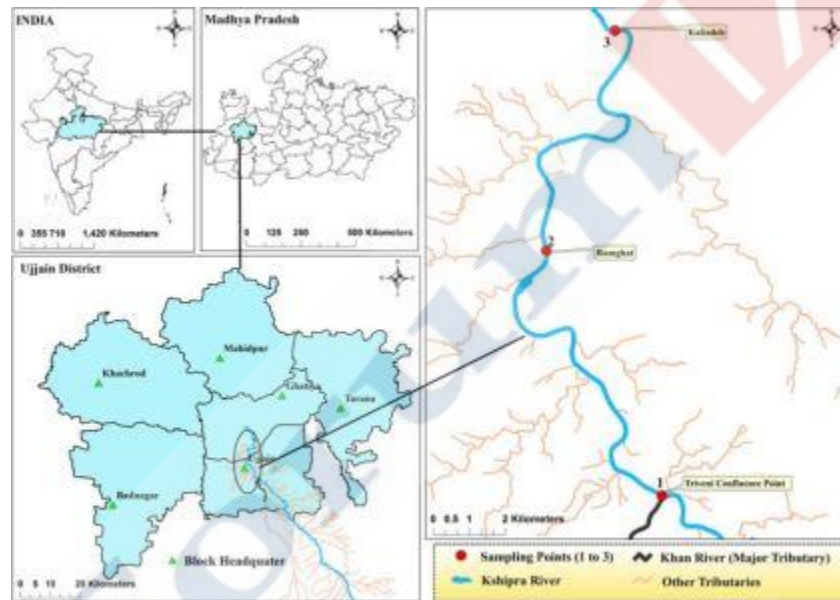 INDIA
0 355 710 1,420 Kilometers
Madhya Pradesh
0 125 250 500 Kilometers
Ujjain District
Mahidpur
Khachrod
Ghatiya
Tarana
Badnagar
Block Headquater
0 5 10 20 Kilometers
3
Kaliadeh
2
Ramghat
1
Triveni Confluence Point
0 0.5 1 2 Kilometers
Sampling Points (1 to 3)
Khan River (Major Tributary)
Kshipra River
Other Tributaries